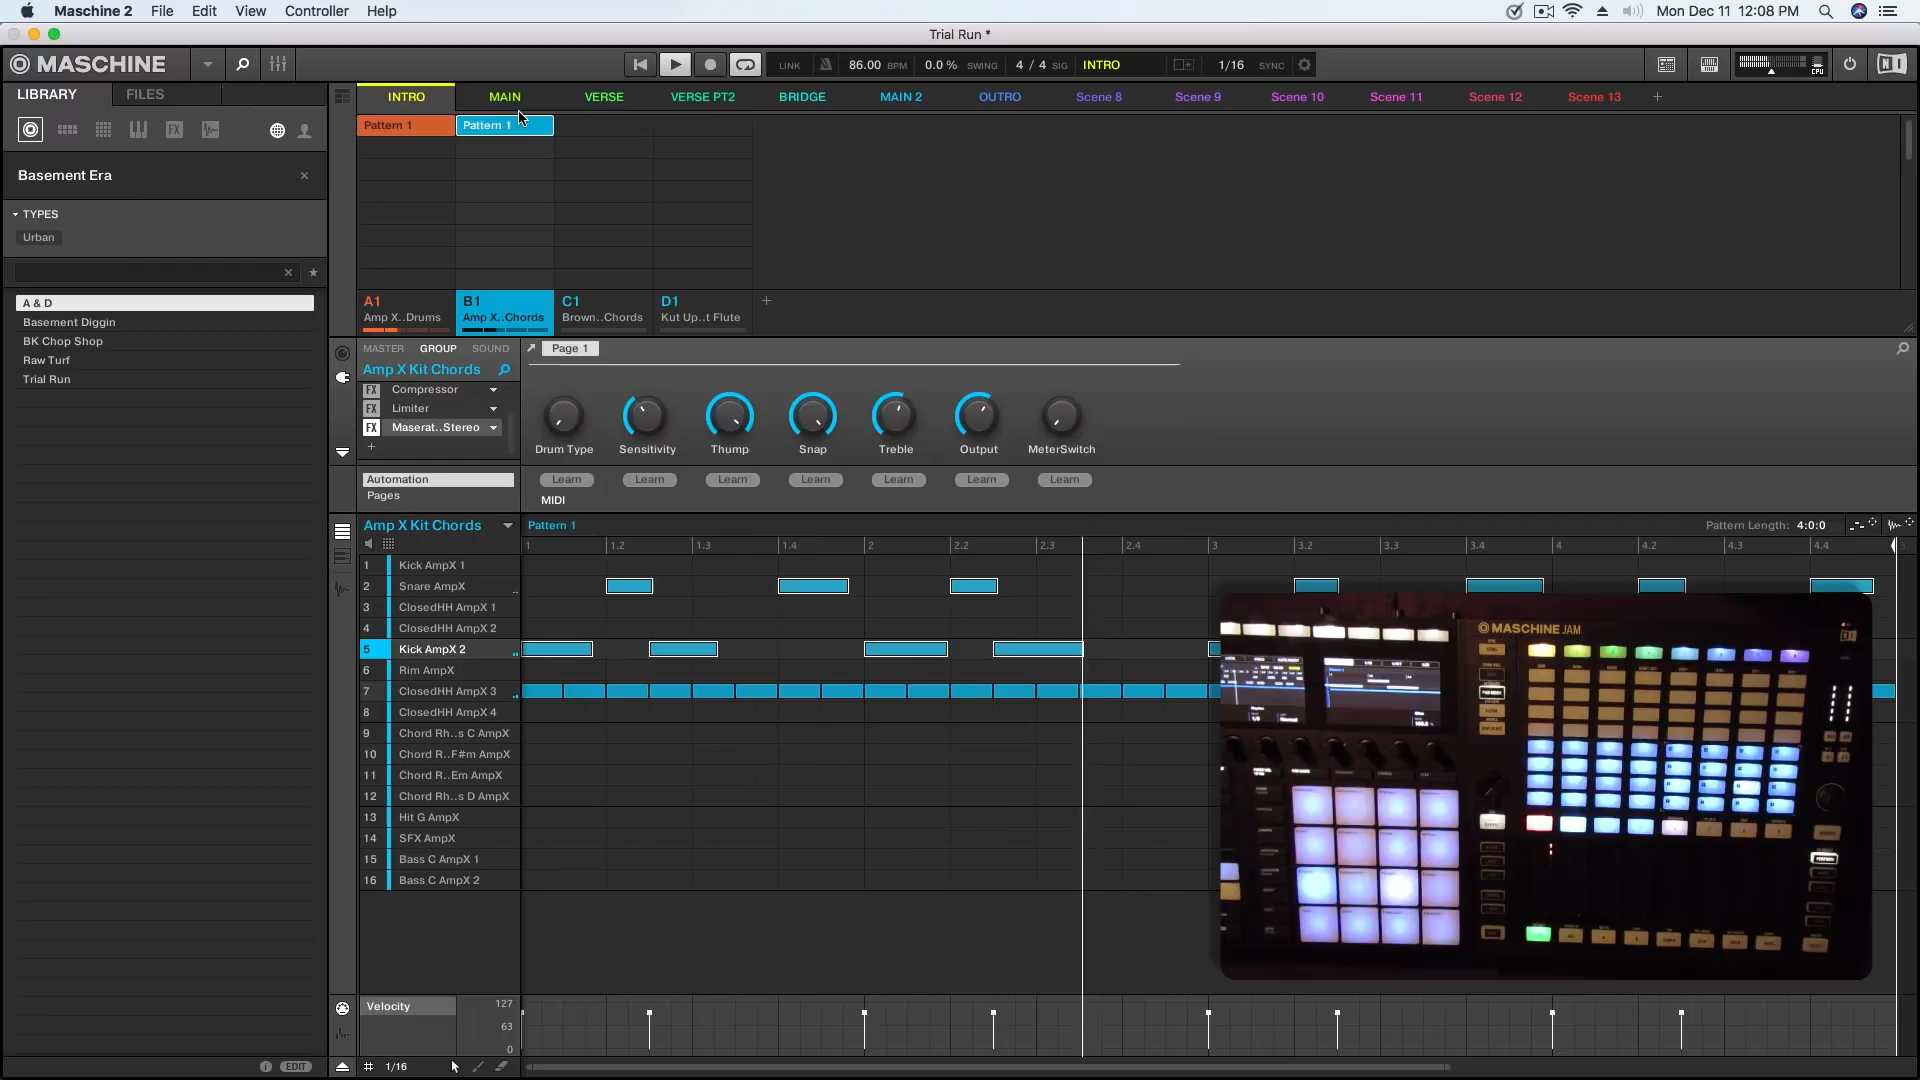 Maschine 2 File Edit View Controller Help
Mon Dec 11 12:08 PM
Trial Run *
MASCHINE
LINK 86.00 BPM 0.0 % SWING 4 / 4 SIG INTRO 1/16 SYNC
CPU
LIBRARY FILES
INTRO MAIN VERSE VERSE PT2 BRIDGE MAIN 2 OUTRO Scene 8 Scene 9 Scene 10 Scene 11 Scene 12 Scene 13 +
Pattern 1 Pattern 1
Basement Era
TYPES
Urban
A & D
Basement Diggin
BK Chop Shop
Raw Turf
Trial Run
A1 B1 C1 D1 +
Amp X..Drums Amp X..Chords Brown..Chords Kut Up..t Flute
MASTER GROUP SOUND Page 1
Amp X Kit Chords
FX Compressor
FX Limiter
FX Maserat..Stereo
+
Drum Type Sensitivity Thump Snap Treble Output MeterSwitch
Automation
Pages
Learn Learn Learn Learn Learn Learn Learn
MIDI
Amp X Kit Chords Pattern 1 Pattern Length: 4:0:0
1 1.2 1.3 1.4 2 2.2 2.3 2.4 3 3.2 3.3 3.4 4 4.2 4.3 4.4
1 Kick AmpX 1
2 Snare AmpX
3 ClosedHH AmpX 1
4 ClosedHH AmpX 2
5 Kick AmpX 2
6 Rim AmpX
7 ClosedHH AmpX 3
8 ClosedHH AmpX 4
9 Chord Rh..s C AmpX
10 Chord R..F#m AmpX
11 Chord R..Em AmpX
12 Chord Rh..s D AmpX
13 Hit G AmpX
14 SFX AmpX
15 Bass C AmpX 1
16 Bass C AmpX 2
MASCHINE JAM
Velocity 127
63
0
EDIT 1/16